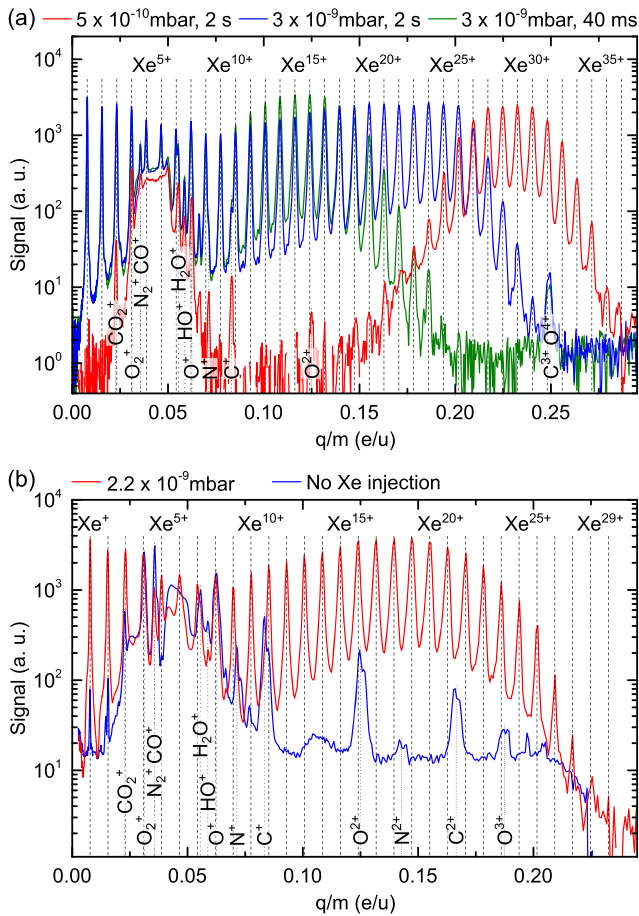 (a) 5 x 10⁻¹⁰mbar, 2 s 3 x 10⁻⁹mbar, 2 s 3 x 10⁻⁹mbar, 40 ms
Xe⁵⁺ Xe¹⁰⁺ Xe¹⁵⁺ Xe²⁰⁺ Xe²⁵⁺ Xe³⁰⁺ Xe³⁵⁺
10⁴
10³
10²
10¹
10⁰
Signal (a. u.)
CO₂⁺ O₂⁺ N₂⁺ CO⁺ H₂O⁺ HO⁺ O⁺ N⁺ C⁺ O²⁺ C³⁺ O⁴⁺
0.00 0.05 0.10 0.15 0.20 0.25
q/m (e/u)
(b) 2.2 x 10⁻⁹mbar No Xe injection
Xe⁺ Xe⁵⁺ Xe¹⁰⁺ Xe¹⁵⁺ Xe²⁰⁺ Xe²⁵⁺ Xe²⁹⁺
10⁴
10³
10²
10¹
Signal (a. u.)
CO₂⁺ O₂⁺ N₂⁺ CO⁺ H₂O⁺ HO⁺ O⁺ N⁺ C⁺ O²⁺ N²⁺ C²⁺ O³⁺
0.00 0.05 0.10 0.15 0.20
q/m (e/u)